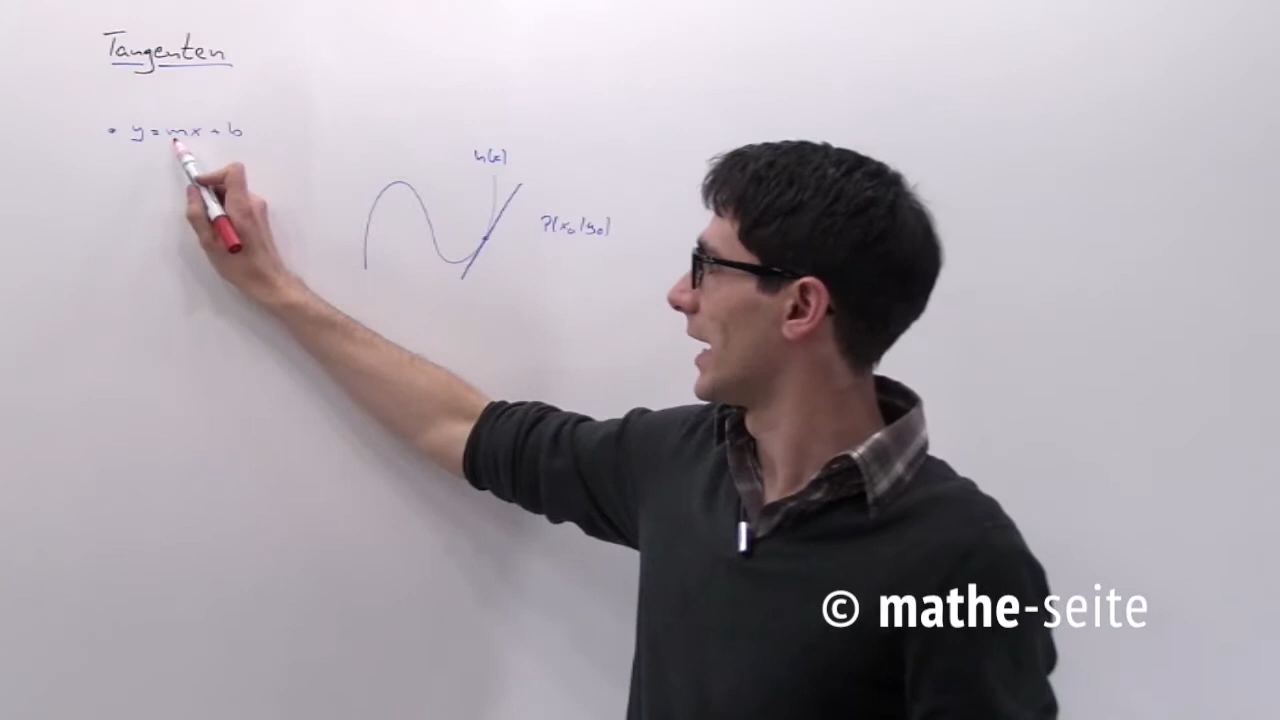 Tangenten
• y = mx + b
h(x)
P(x₀|y₀)
© mathe-seite